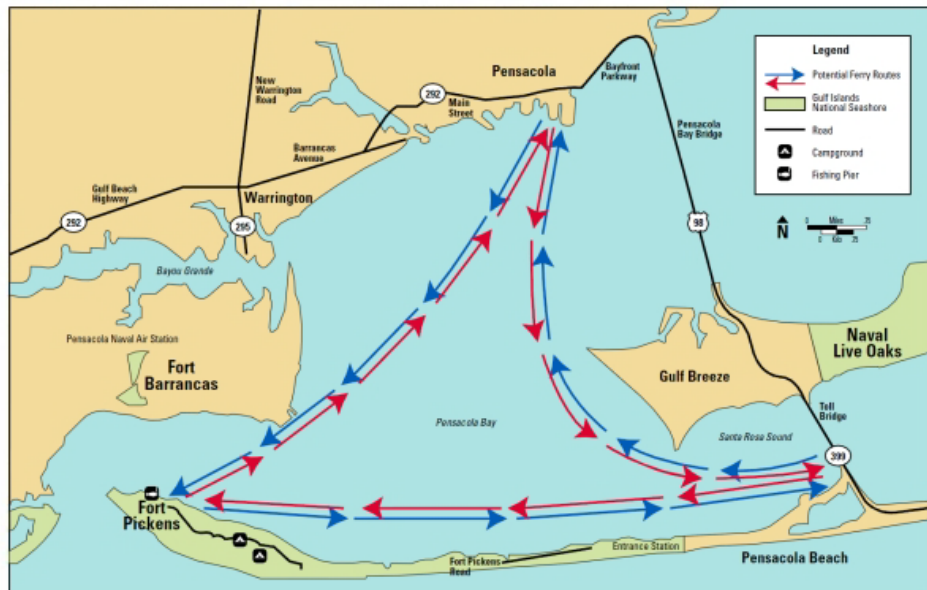 Legend
Potential Ferry Routes
Gulf Islands
National Seashore
Road
Campground
Fishing Pier
N
Miles
Kms
Pensacola
Bayfront
Parkway
292
Main
Street
New
Warrington
Road
Barrancas
Avenue
Pensacola
Bay Bridge
98
Gulf Beach
Highway
Warrington
292
295
Bayou Grande
Pensacola Naval Air Station
Fort
Barrancas
Gulf Breeze
Naval
Live Oaks
Toll
Bridge
Pensacola Bay
Santa Rosa Sound
399
Fort
Pickens
Fort Pickens
Road
Entrance Station
Pensacola Beach